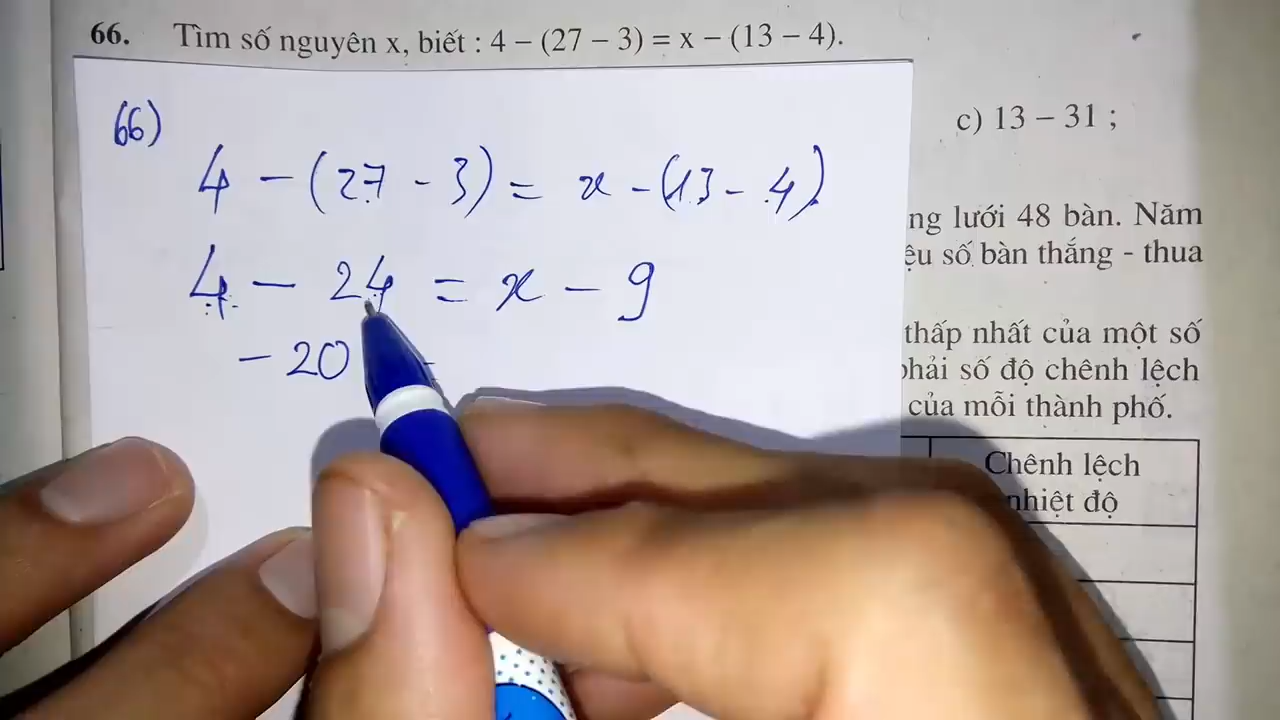 66. Tìm số nguyên x, biết : 4 – (27 – 3) = x – (13 – 4).
66)
4 - (27 - 3) = x - (13 - 4)
4 - 24 = x - 9
- 20
c) 13 – 31 ;
ng lưới 48 bàn. Năm
ệu số bàn thắng - thua
thấp nhất của một số
phải số độ chênh lệch
của mỗi thành phố.
Chênh lệch
nhiệt độ